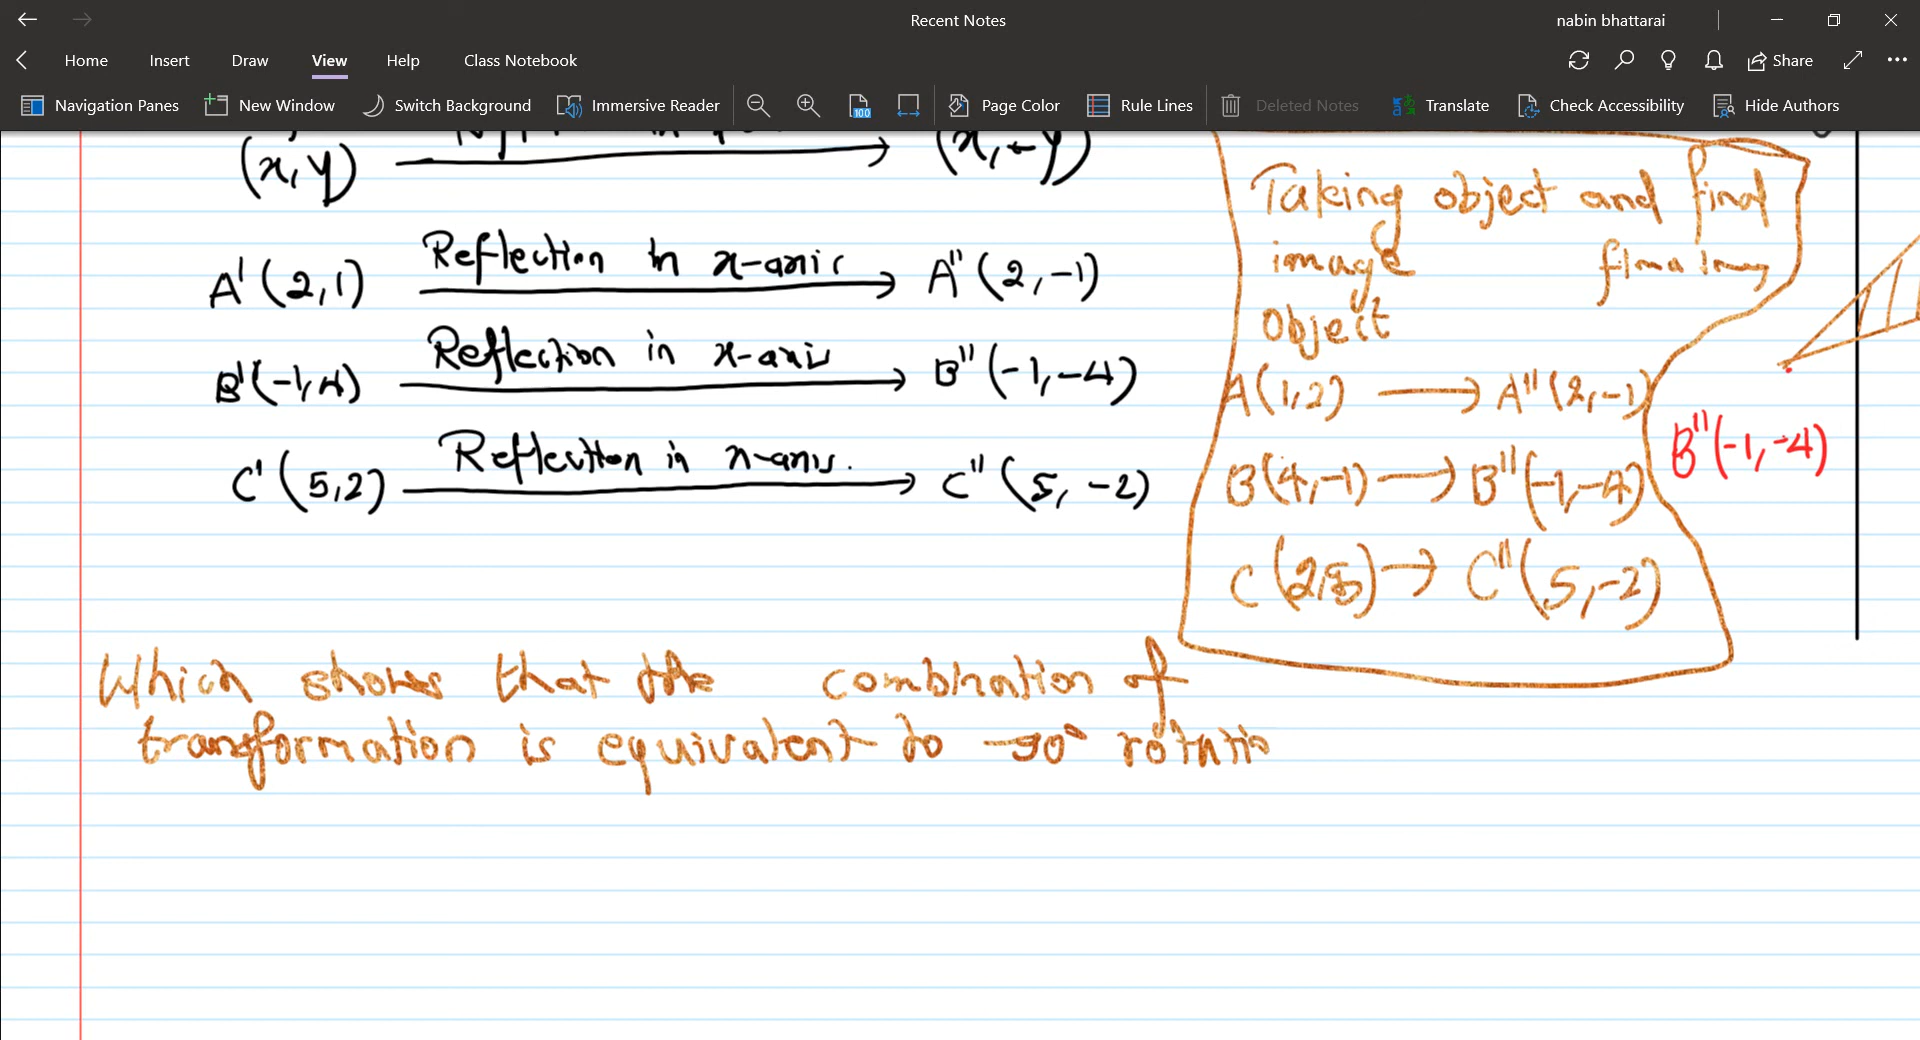 Recent Notes
nabin bhattarai
Home Insert Draw View Help Class Notebook
Share
Navigation Panes New Window Switch Background Immersive Reader 100 Page Color Rule Lines Deleted Notes Translate Check Accessibility Hide Authors
(x,y) → (x,-y)
A'(2,1) Reflection in x-axis → A"(2,-1)
B'(-1,4) Reflection in x-axis → B"(-1,-4)
C'(5,2) Reflection in x-axis. → C"(5,-2)
Taking object and final
image
object
A(1,2) → A"(2,-1)
B(4,-1) → B"(-1,-4)
C(2,5) → C"(5,-2)
B"(-1,-4)
Which shows that the combination of
transformation is equivalent to -90° rotatio